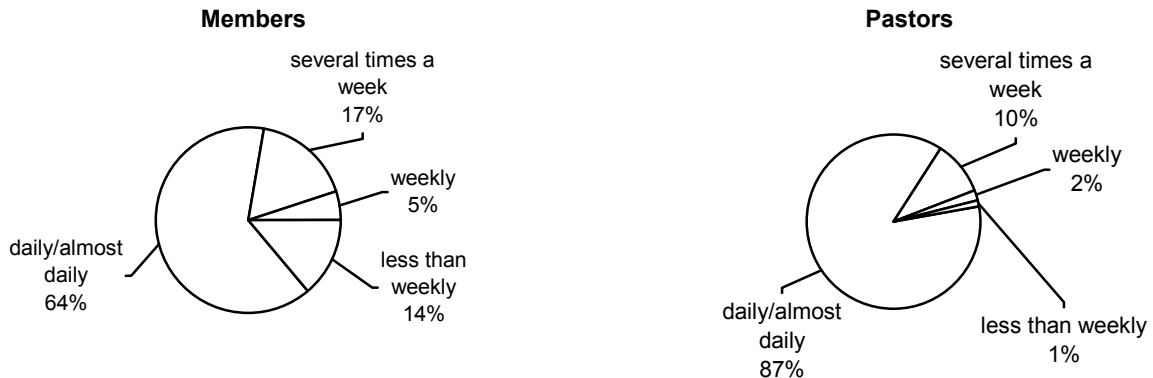 Members
several times a
week
17%
weekly
5%
less than
weekly
14%
daily/almost
daily
64%
Pastors
several times a
week
10%
weekly
2%
less than weekly
1%
daily/almost
daily
87%